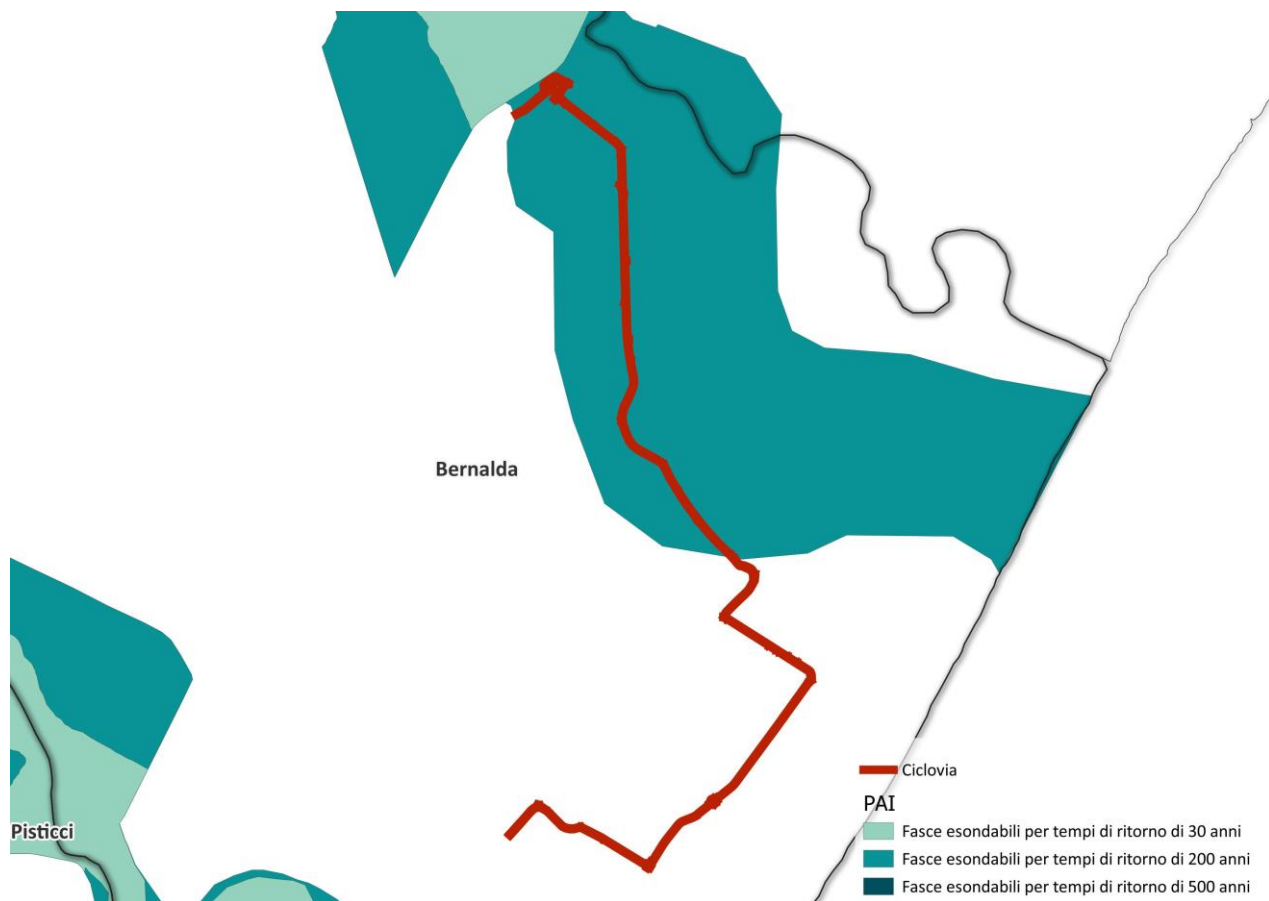 Bernalda
Pisticci
Ciclovia
PAI
Fasce esondabili per tempi di ritorno di 30 anni
Fasce esondabili per tempi di ritorno di 200 anni
Fasce esondabili per tempi di ritorno di 500 anni